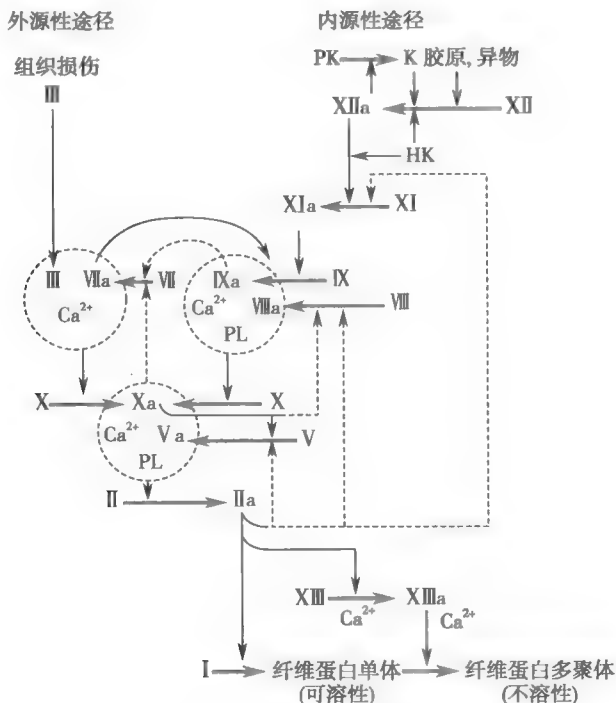 外源性途径 内源性途径
组织损伤 PK K 胶原,异物
Ⅲ
Ⅻa Ⅻ
HK
Ⅺa Ⅺ
Ⅲ Ⅶa Ⅶ Ⅸa Ⅸ
Ca²⁺ Ca²⁺ Ⅷa Ⅷ
PL
Ⅹ Ⅹa Ⅹ
Ca²⁺ Ⅴa Ⅴ
PL
Ⅱ Ⅱa
ⅩⅢ ⅩⅢa
Ca²⁺ Ca²⁺
Ⅰ 纤维蛋白单体 纤维蛋白多聚体
(可溶性) (不溶性)